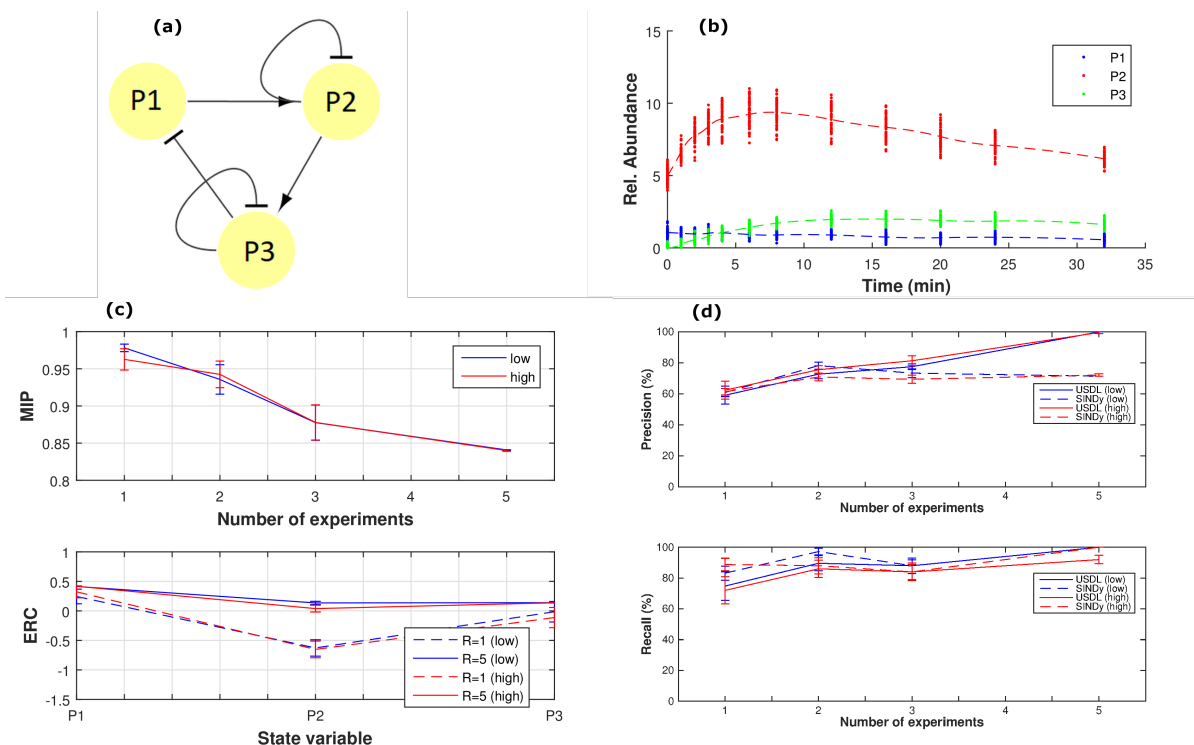 (a)
P1
P2
P3
(b)
15
10
5
0
Rel. Abundance
0 5 10 15 20 25 30 35
Time (min)
P1
P2
P3
(c)
1
0.95
0.9
0.85
0.8
MIP
1 2 3 4 5
Number of experiments
low
high
1
0.5
0
-0.5
-1
-1.5
ERC
P1 P2 P3
State variable
R=1 (low)
R=5 (low)
R=1 (high)
R=5 (high)
(d)
100
80
60
40
20
0
Precision (%)
1 2 3 4 5
Number of experiments
USDL (low)
SINDy (low)
USDL (high)
SINDy (high)
100
80
60
40
20
0
Recall (%)
1 2 3 4 5
Number of experiments
USDL (low)
SINDy (low)
USDL (high)
SINDy (high)